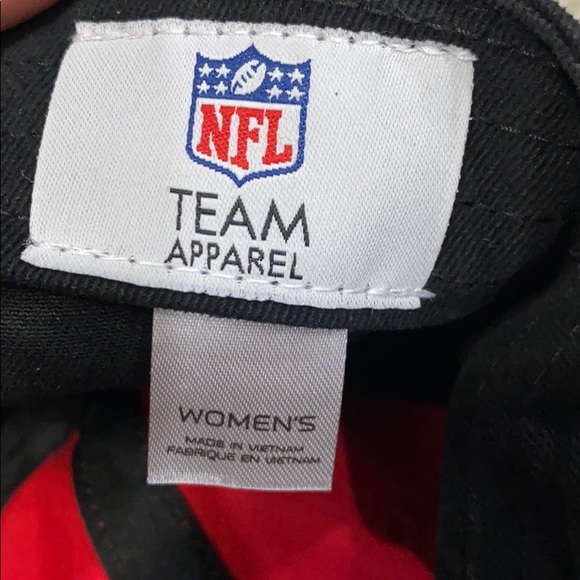 NFL
TEAM
APPAREL
WOMEN'S
MADE IN VIETNAM
FABRIQUE EN VIETNAM